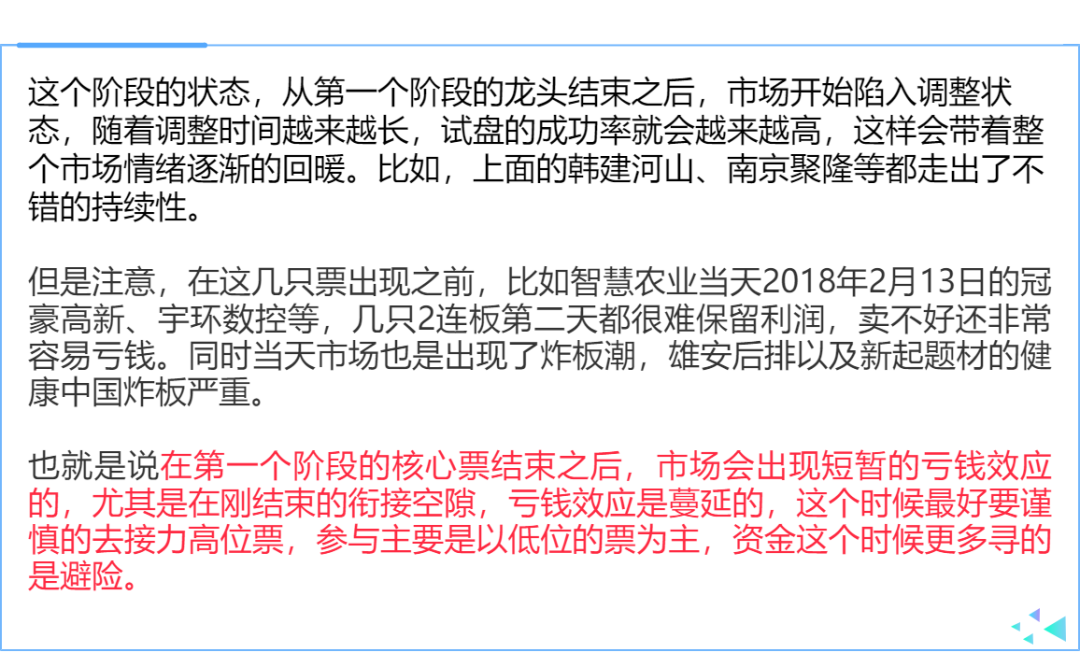 这个阶段的状态，从第一个阶段的龙头结束之后，市场开始陷入调整状
态，随着调整时间越来越长，试盘的成功率就会越来越高，这样会带着整
个市场情绪逐渐的回暖。比如，上面的韩建河山、南京聚隆等都走出了不
错的持续性。
但是注意，在这几只票出现之前，比如智慧农业当天2018年2月13日的冠
豪高新、宇环数控等，几只2连板第二天都很难保留利润，卖不好还非常
容易亏钱。同时当天市场也是出现了炸板潮，雄安后排以及新起题材的健
康中国炸板严重。
也就是说在第一个阶段的核心票结束之后，市场会出现短暂的亏钱效应
的，尤其是在刚结束的衔接空隙，亏钱效应是蔓延的，这个时候最好要谨
慎的去接力高位票，参与主要是以低位的票为主，资金这个时候更多寻的
是避险。